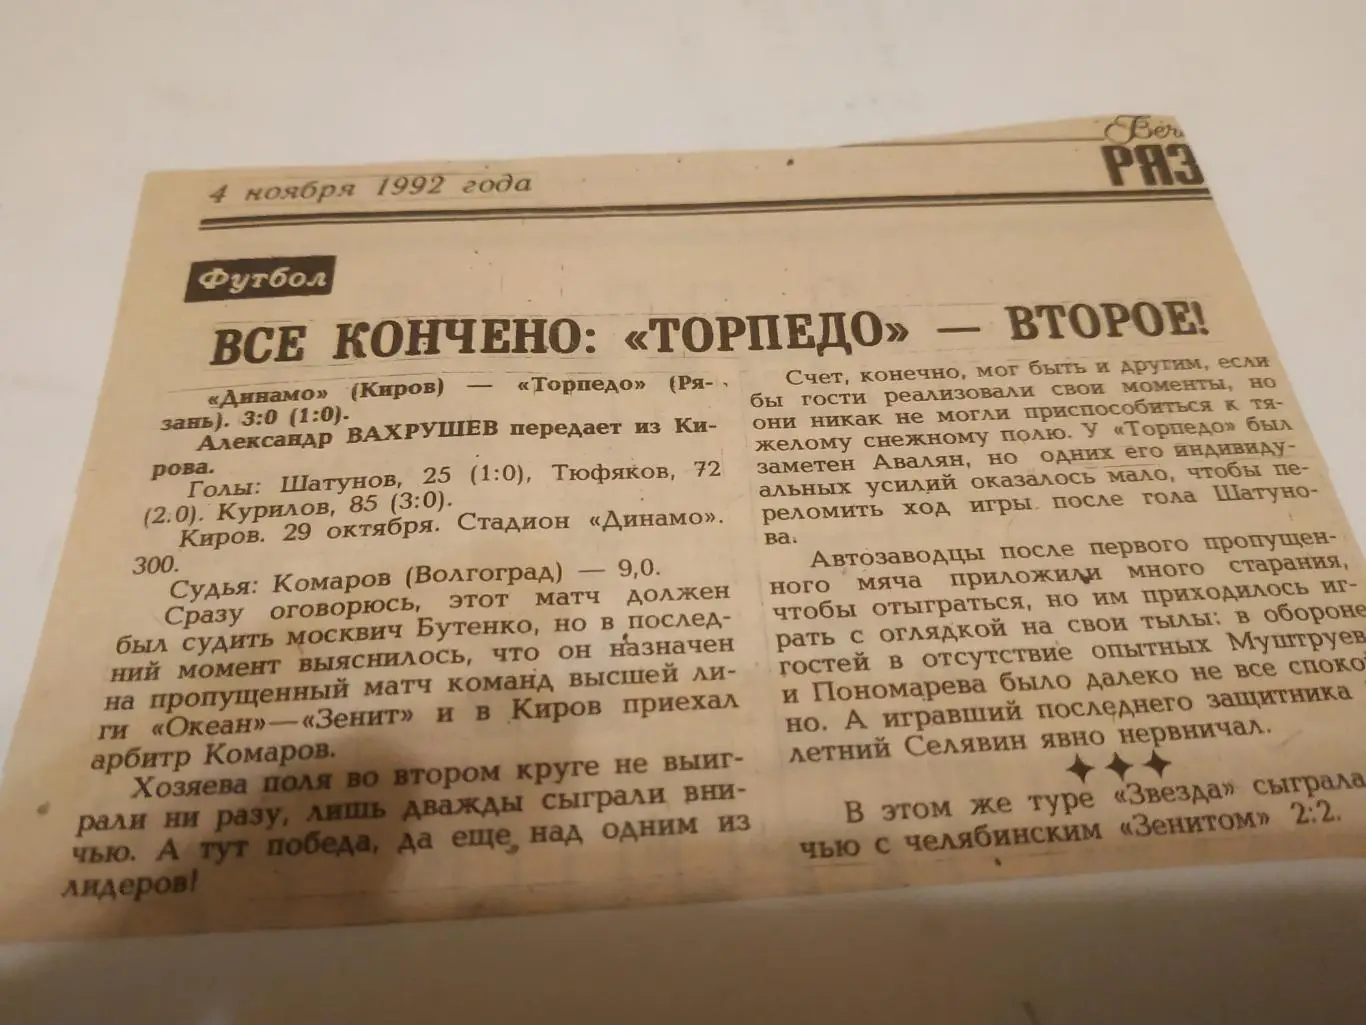 4 ноября 1992 года
Веч
РЯЗ
Футбол
ВСЕ КОНЧЕНО: «ТОРПЕДО» — ВТОРОЕ!
«Динамо» (Киров) — «Торпедо» (Ря-
зань). 3:0 (1:0).
Александр ВАХРУШЕВ передает из Ки-
рова.
Голы: Шатунов, 25 (1:0), Тюфяков, 72
(2:0). Курилов, 85 (3:0).
Киров. 29 октября. Стадион «Динамо».
300.
Судья: Комаров (Волгоград) — 9,0.
Сразу оговорюсь, этот матч должен
был судить москвич Бутенко, но в послед-
ний момент выяснилось, что он назначен
на пропущенный матч команд высшей ли-
ги «Океан»—«Зенит» и в Киров приехал
арбитр Комаров.
Хозяева поля во втором круге не выиг-
рали ни разу, лишь дважды сыграли вни-
чью. А тут победа, да еще над одним из
лидеров!
Счет, конечно, мог быть и другим, если
бы гости реализовали свои моменты, но
они никак не могли приспособиться к тя-
желому снежному полю. У «Торпедо» был
заметен Авалян, но одних его индивиду-
альных усилий оказалось мало, чтобы пе-
реломить ход игры после гола Шатуно-
ва.
Автозаводцы после первого пропущен-
ного мяча приложили много старания,
чтобы отыграться, но им приходилось иг-
рать с оглядкой на свои тылы: в обороне
гостей в отсутствие опытных Муштруев
и Пономарева было далеко не все спокой
но. А игравший последнего защитника
летний Селявин явно нервничал.
В этом же туре «Звезда» сыграла
чью с челябинским «Зенитом» 2:2.